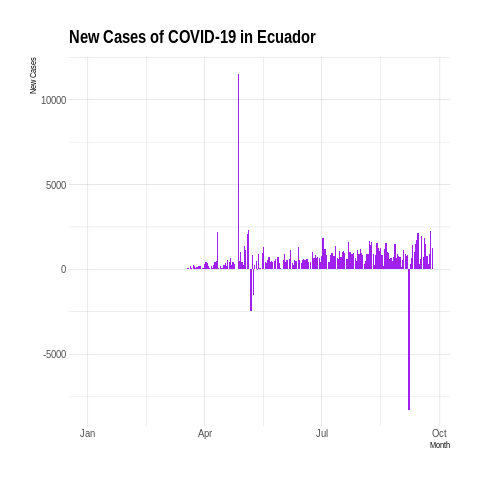 New Cases of COVID-19 in Ecuador
New Cases
10000
5000
0
-5000
Jan Apr Jul Oct
Month